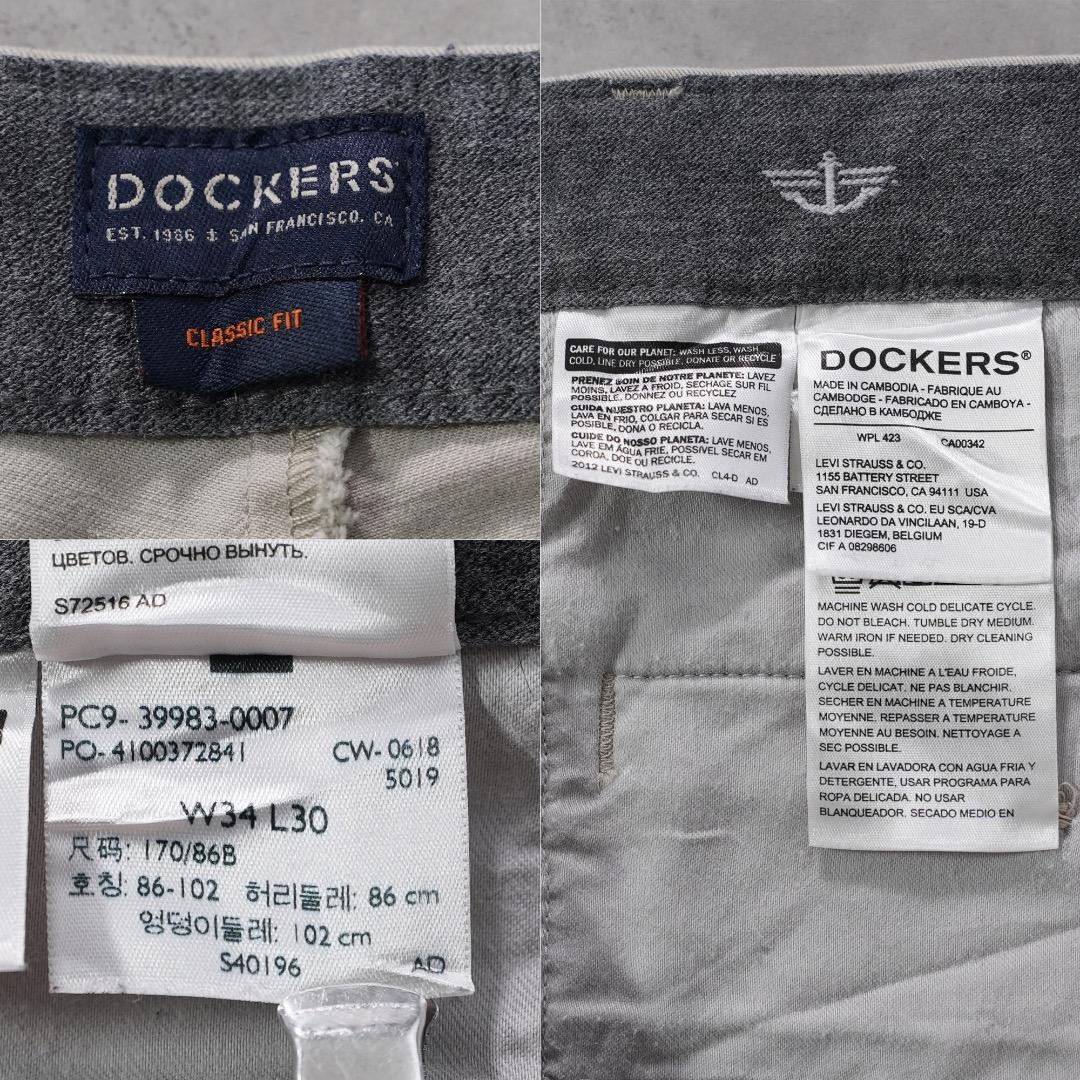 DOCKERS
EST. 1986 ± SAN FRANCISCO. CA
CLASSIC FIT
CARE FOR OUR PLANET: WASH LESS, WASH
COLD, LINE DRY POSSIBLE, DONATE OR RECYCLE
PRENEZ SOIN DE NOTRE PLANETE: LAVEZ
MOINS, LAVEZ A FROID, SECHAGE SUR FIL
POSSIBLE, DONNEZ OU RECYCLEZ
CUIDA NUESTRO PLANETA: LAVA MENOS,
LAVA EN FRIO, COLGAR PARA SECAR SI ES
POSIBLE, DONA O RECICLA.
CUIDE DO NOSSO PLANETA: LAVE MENOS,
LAVE EM ÁGUA FRIE, POSSIVEL SECAR EM
CORDA, DOE OU RECICLE.
2012 LEVI STRAUSS & CO. CL4-D AD
DOCKERS®
MADE IN CAMBODIA - FABRIQUE AU
CAMBODGE - FABRICADO EN CAMBOYA -
СДЕЛАНО В КАМБОДЖЕ
WPL 423 CA00342
LEVI STRAUSS & CO.
1155 BATTERY STREET
SAN FRANCISCO, CA 94111 USA
LEVI STRAUSS & CO. EU SCA/CVA
LEONARDO DA VINCILAAN, 19-D
1831 DIEGEM, BELGIUM
CIF A 08298606
MACHINE WASH COLD DELICATE CYCLE.
DO NOT BLEACH. TUMBLE DRY MEDIUM.
WARM IRON IF NEEDED. DRY CLEANING
POSSIBLE.
LAVER EN MACHINE A L'EAU FROIDE,
CYCLE DELICAT. NE PAS BLANCHIR.
SECHER EN MACHINE A TEMPERATURE
MOYENNE. REPASSER A TEMPERATURE
MOYENNE AU BESOIN. NETTOYAGE A
SEC POSSIBLE.
LAVAR EN LAVADORA CON AGUA FRIA Y
DETERGENTE, USAR PROGRAMA PARA
ROPA DELICADA. NO USAR
BLANQUEADOR. SECADO MEDIO EN
ЦВЕТОВ. СРОЧНО ВЫНУТЬ.
S72516 AD
PC9- 39983-0007
PO- 4100372841 CW- 0618
5019
W34 L30
尺码: 170/86B
호칭: 86-102 허리둘레: 86 cm
엉덩이둘레: 102 cm
S40196 AD